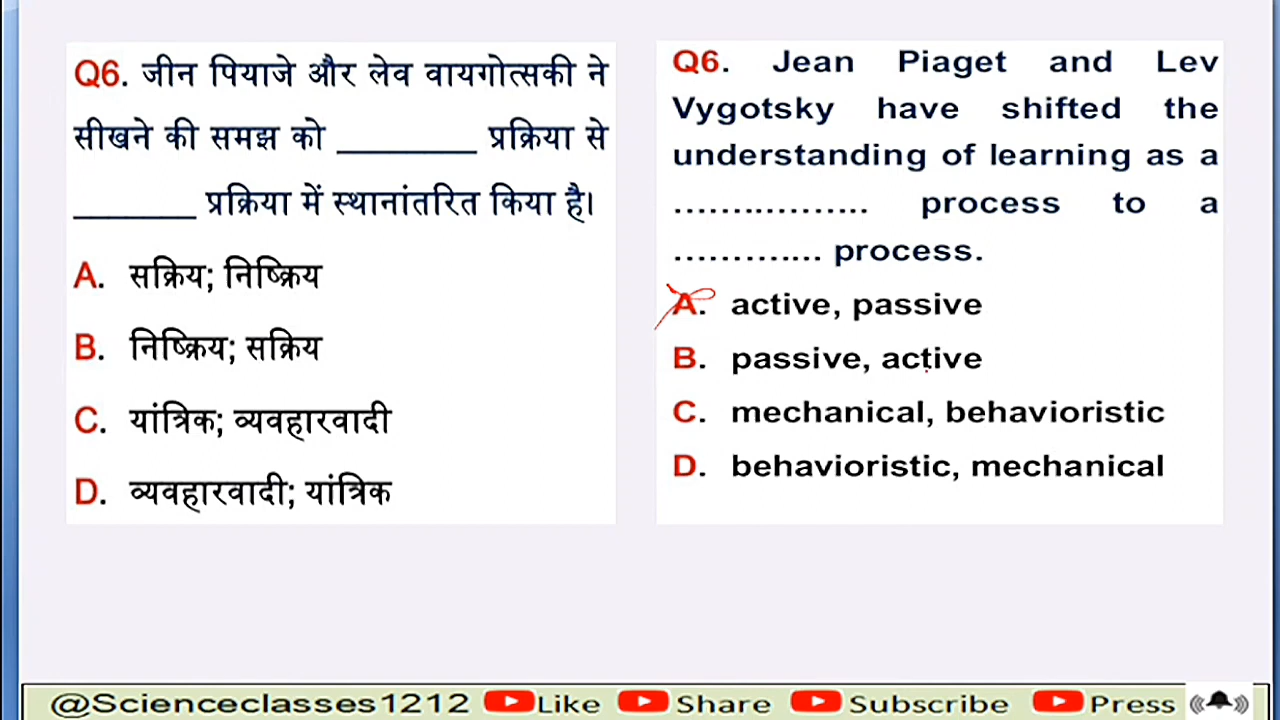 Q6. जीन पियाजे और लेव वायगोत्सकी ने
सीखने की समझ को ________ प्रक्रिया से
_______ प्रक्रिया में स्थानांतरित किया है।
A. सक्रिय; निष्क्रिय
B. निष्क्रिय; सक्रिय
C. यांत्रिक; व्यवहारवादी
D. व्यवहारवादी; यांत्रिक
Q6. Jean Piaget and Lev
Vygotsky have shifted the
understanding of learning as a
……..………. process to a
…………. process.
A. active, passive
B. passive, active
C. mechanical, behavioristic
D. behavioristic, mechanical
@Scienceclasses1212 Like Share Subscribe Press